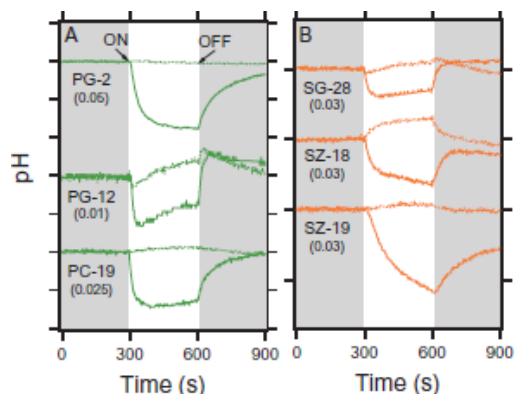 A
ON
OFF
PG-2
(0.05)
PG-12
(0.01)
PC-19
(0.025)
pH
0
300
600
900
Time (s)
B
SG-28
(0.03)
SZ-18
(0.03)
SZ-19
(0.03)
0
300
600
900
Time (s)